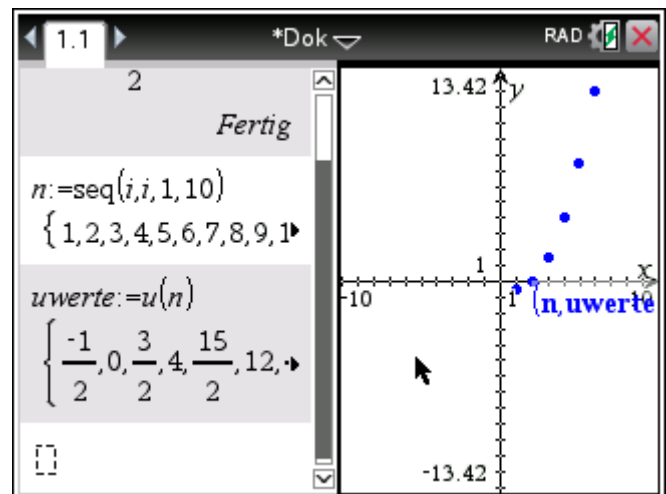 1.1 *Dok RAD
2
Fertig
n:=seq(i,i,1,10)
{1,2,3,4,5,6,7,8,9,1▸
uwerte:=u(n)
{-1/2,0,3/2,4,15/2,12,▸
13.42 y
1 x
-10 1 10
(n,uwerte
-13.42